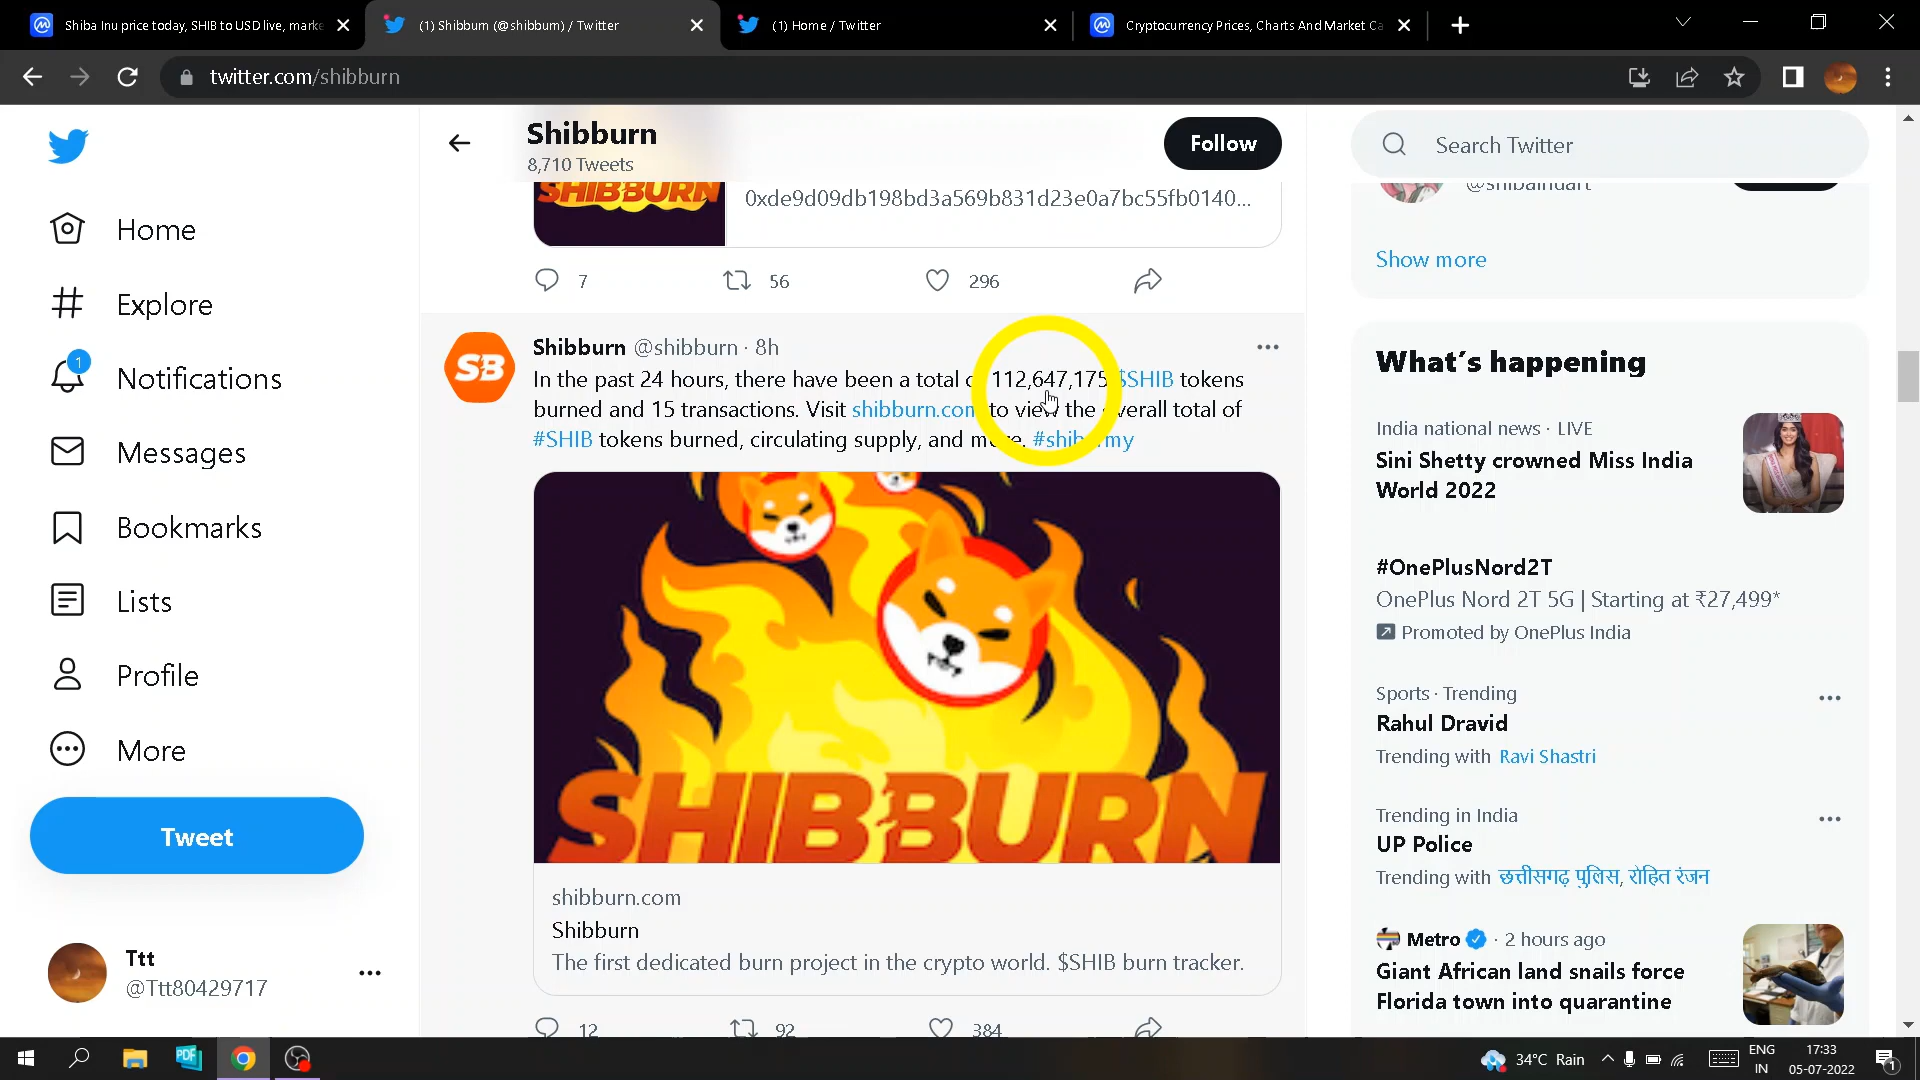 Shiba Inu price today, SHIB to USD live, marke
(1) Shibburn (@shibburn) / Twitter
(1) Home / Twitter
Cryptocurrency Prices, Charts And Market Ca
twitter.com/shibburn
Home
Explore
1
Notifications
Messages
Bookmarks
Lists
Profile
More
Tweet
Ttt
@Ttt80429717
Shibburn
8,710 Tweets
Follow
SHIBBURN
0xde9d09db198bd3a569b831d23e0a7bc55fb0140...
7 56 296
SB
Shibburn @shibburn · 8h
In the past 24 hours, there have been a total 112,647,175 $SHIB tokens
burned and 15 transactions. Visit shibburn.com to view the overall total of
#SHIB tokens burned, circulating supply, and more. #shibarmy
SHIBBURN
shibburn.com
Shibburn
The first dedicated burn project in the crypto world. $SHIB burn tracker.
12 92 384
Search Twitter
@shibainuart
Show more
What's happening
India national news · LIVE
Sini Shetty crowned Miss India
World 2022
#OnePlusNord2T
OnePlus Nord 2T 5G | Starting at ₹27,499*
Promoted by OnePlus India
Sports · Trending
Rahul Dravid
Trending with Ravi Shastri
Trending in India
UP Police
Trending with छत्तीसगढ़ पुलिस, रोहित रंजन
Metro · 2 hours ago
Giant African land snails force
Florida town into quarantine
PDF
34°C Rain
ENG
IN
17:33
05-07-2022
1